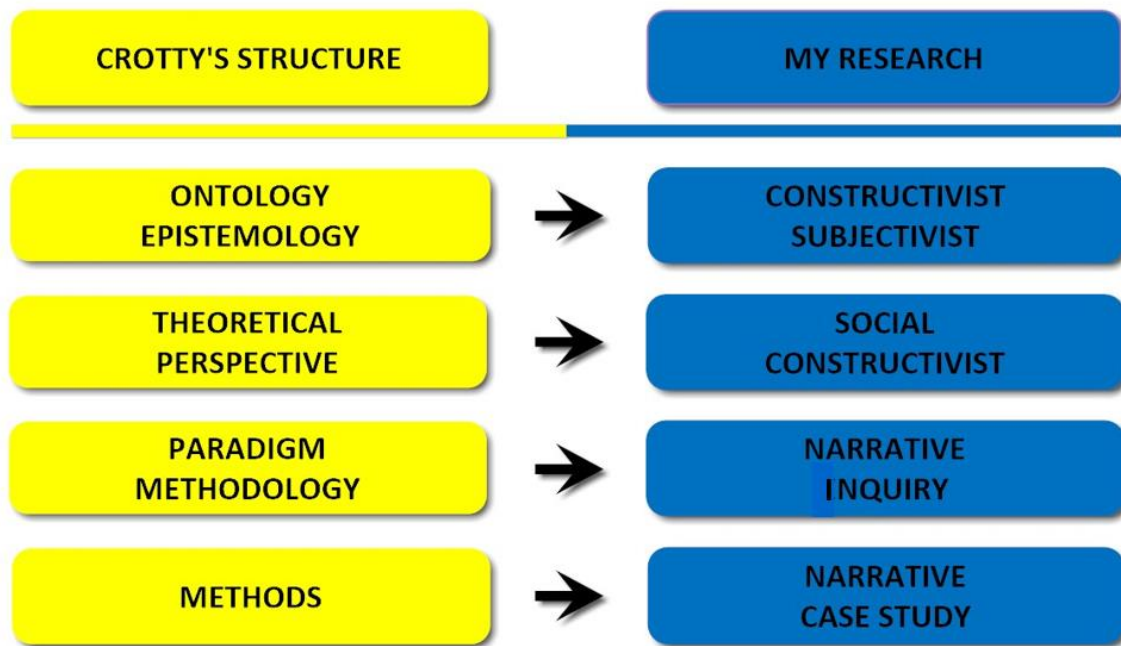 CROTTY'S STRUCTURE
MY RESEARCH
ONTOLOGY
EPISTEMOLOGY
CONSTRUCTIVIST
SUBJECTIVIST
THEORETICAL
PERSPECTIVE
SOCIAL
CONSTRUCTIVIST
PARADIGM
METHODOLOGY
NARRATIVE
INQUIRY
METHODS
NARRATIVE
CASE STUDY